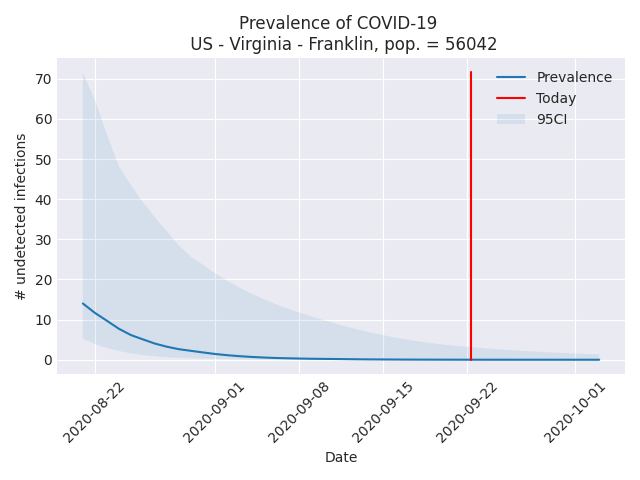 Prevalence of COVID-19
US - Virginia - Franklin, pop. = 56042
Prevalence
Today
95CI
# undetected infections
70
60
50
40
30
20
10
0
2020-08-22
2020-09-01
2020-09-08
2020-09-15
2020-09-22
2020-10-01
Date